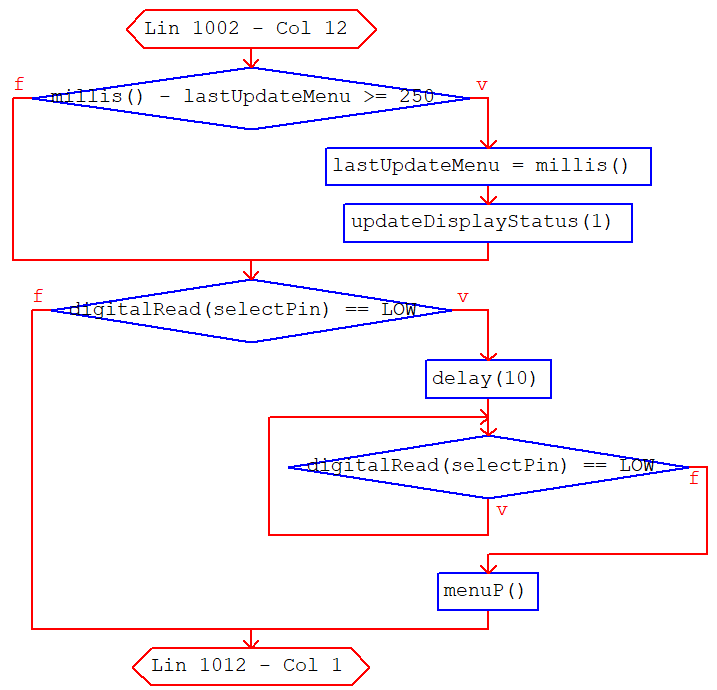 Lin 1002 - Col 12
f
v
millis() - lastUpdateMenu >= 250
lastUpdateMenu = millis()
updateDisplayStatus(1)
f
v
digitalRead(selectPin) == LOW
delay(10)
digitalRead(selectPin) == LOW
f
v
menuP()
Lin 1012 - Col 1